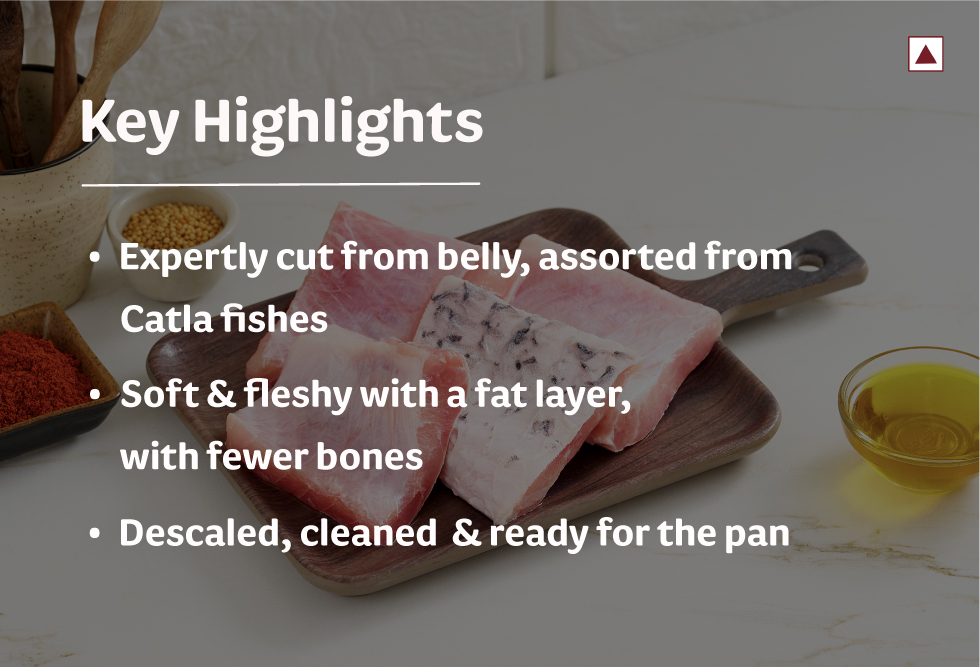 Key Highlights
• Expertly cut from belly, assorted from
Catla fishes
• Soft & fleshy with a fat layer,
with fewer bones
• Descaled, cleaned & ready for the pan